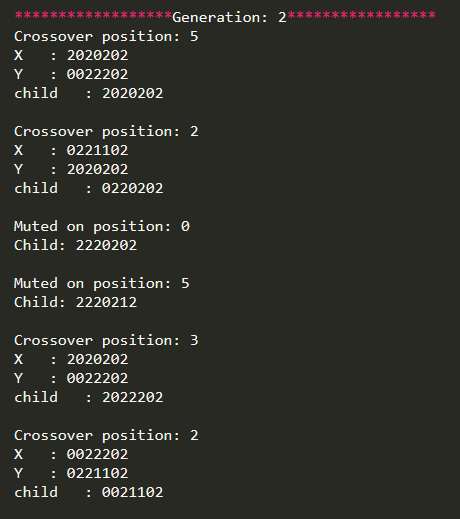 ******************Generation: 2*****************
Crossover position: 5
X   : 2020202
Y   : 0022202
child   : 2020202
Crossover position: 2
X   : 0221102
Y   : 2020202
child   : 0220202
Muted on position: 0
Child: 2220202
Muted on position: 5
Child: 2220212
Crossover position: 3
X   : 2020202
Y   : 0022202
child   : 2022202
Crossover position: 2
X   : 0022202
Y   : 0221102
child   : 0021102